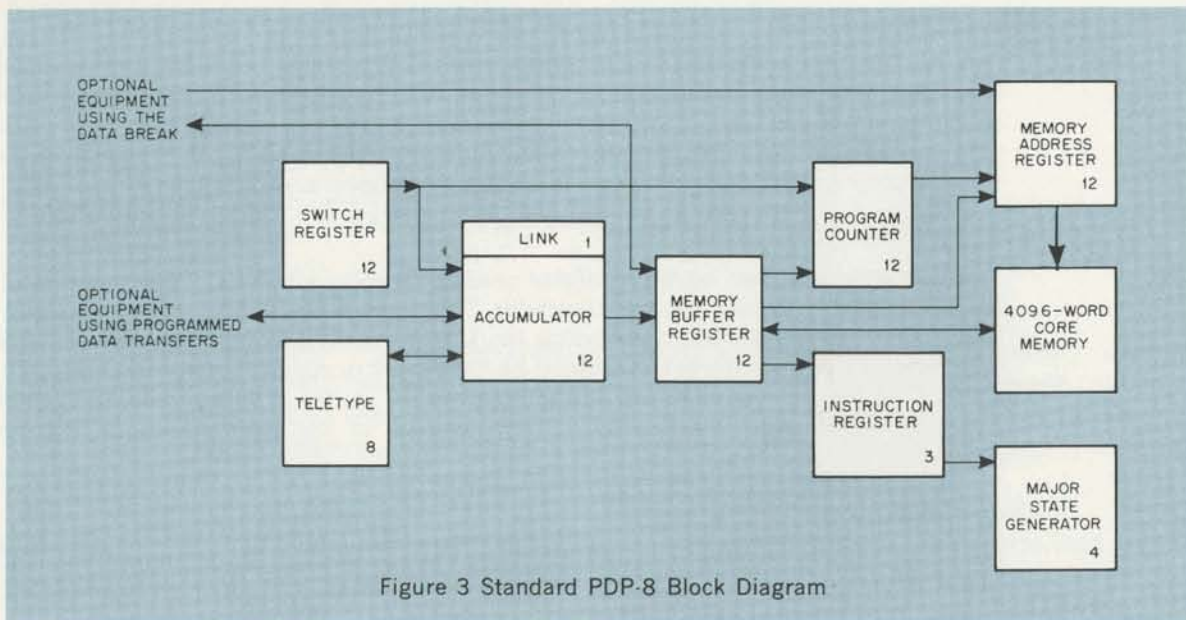 OPTIONAL
EQUIPMENT
USING THE
DATA BREAK
MEMORY
ADDRESS
REGISTER
12
SWITCH
REGISTER
12
LINK 1
ACCUMULATOR
12
MEMORY
BUFFER
REGISTER
12
PROGRAM
COUNTER
12
4096-WORD
CORE
MEMORY
OPTIONAL
EQUIPMENT
USING PROGRAMMED
DATA TRANSFERS
TELETYPE
8
INSTRUCTION
REGISTER
3
MAJOR
STATE
GENERATOR
4
Figure 3 Standard PDP-8 Block Diagram